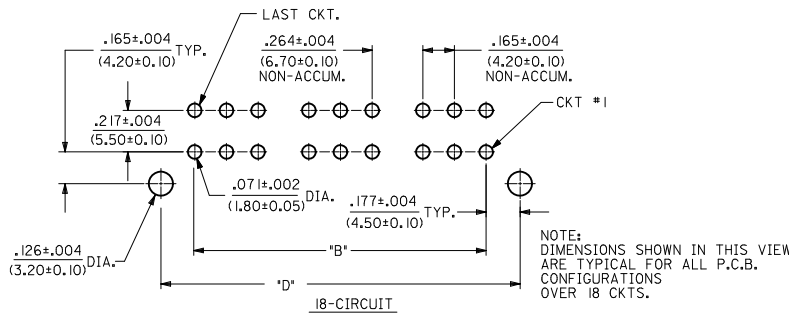 LAST CKT.
.165±.004 TYP.
(4.20±0.10)
.264±.004
(6.70±0.10)
NON-ACCUM.
.165±.004
(4.20±0.10)
NON-ACCUM.
CKT #1
.217±.004
(5.50±0.10)
.071±.002 DIA.
(1.80±0.05)
.177±.004 TYP.
(4.50±0.10)
.126±.004 DIA.
(3.20±0.10)
"B"
"D"
18-CIRCUIT
NOTE:
DIMENSIONS SHOWN IN THIS VIEW
ARE TYPICAL FOR ALL P.C.B.
CONFIGURATIONS
OVER 18 CKTS.